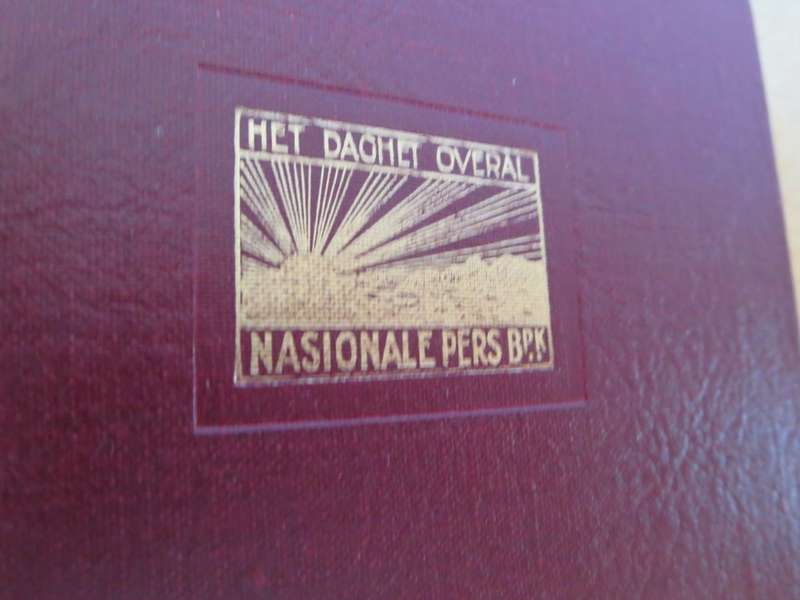 HET DAGHET OVERAL
NASIONALE PERS BPK